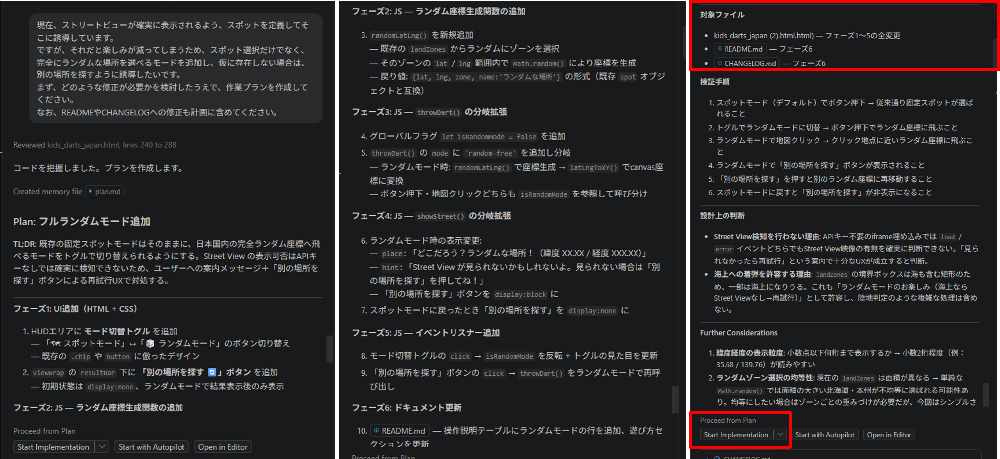 現在、ストリートビューが確実に表示されるよう、スポットを定義してそ
こに誘導しています。
ですが、それだと楽しみが減ってしまうため、スポット選択だけでなく、
完全にランダムな場所を選べるモードを追加し、仮に存在しない場合は、
別の場所を探すように誘導したいです。
まず、どのような修正が必要かを検討したうえで、作業プランを作成して
ください。
なお、READMEやCHANGELOGへの修正も計画に含めてください。
Reviewed kids_darts_japan.html, lines 240 to 288
コードを把握しました。プランを作成します。
Created memory file plan.md
Plan: フルランダムモード追加
TL;DR: 既存の固定スポットモードはそのままに、日本国内の完全ランダム座標へ飛
べるモードをトグルで切り替えられるようにする。Street View の表示可否はAPIキ
ーなしでは確実に検知できないため、ユーザーへの案内メッセージ＋「別の場所を
探す」ボタンによる再試行UXで対処する。
フェーズ1: UI追加（HTML + CSS）
1. HUDエリアに モード切替トグル を追加
— 「🗺 スポットモード」↔「🎲 ランダムモード」のボタン切り替え
— 既存の .chip や button に倣ったデザイン
2. viewWrap の resultBar 下に 「別の場所を探す 🔄」ボタン を追加
— 初期状態は display:none、ランダムモードで結果表示後のみ表示
フェーズ2: JS — ランダム座標生成関数の追加
Proceed from Plan
Start Implementation
Start with Autopilot
Open in Editor
フェーズ2: JS — ランダム座標生成関数の追加
3. randomLatLng() を新規追加
— 既存の landZones からランダムにゾーンを選択
— そのゾーンの lat / lng 範囲内で Math.random() により座標を生成
— 戻り値: {lat, lng, zone, name:'ランダムな場所'} の形式（既存 spot オブジ
ェクトと互換）
フェーズ3: JS — throwDart() の分岐拡張
4. グローバルフラグ let isRandomMode = false を追加
5. throwDart() の mode に 'random-free' を追加し分岐
— ランダムモード時: randomLatLng() で座標生成 → latLngToXY() でcanvas座
標に変換
— ボタン押下・地図クリックどちらも isRandomMode を参照して呼び分け
フェーズ4: JS — showStreet() の分岐拡張
6. ランダムモード時の表示変更:
— place: 「どこだろう？ランダムな場所！（緯度 XX.XX / 経度 XXX.XX）」
— hint: 「Street View が見られないかもしれないよ。見られない場合は「別
の場所を探す」を押してね！」
— 「別の場所を探す」ボタンを display:block に
7. スポットモードに戻ったとき「別の場所を探す」を display:none に
フェーズ5: JS — イベントリスナー追加
8. モード切替トグルの click → isRandomMode を反転 + トグルの見た目を更新
9. 「別の場所を探す」ボタンの click → throwDart() をランダムモードで再呼
び出し
フェーズ6: ドキュメント更新
10. README.md — 操作説明テーブルにランダムモードの行を追加、遊び方セ
クションを更新
Proceed from Plan
対象ファイル
• kids_darts_japan (2).html.html) — フェーズ1〜5の全変更
• README.md — フェーズ6
• CHANGELOG.md — フェーズ6
検証手順
1. スポットモード（デフォルト）でボタン押下 → 従来通り固定スポットが選ば
れること
2. トグルでランダムモードに切替 → ボタン押下でランダム座標に飛ぶこと
3. ランダムモードで地図クリック → クリック地点に近いランダム座標に飛ぶこ
と
4. ランダムモードで「別の場所を探す」ボタンが表示されること
5. 「別の場所を探す」を押すと別のランダム座標に再移動すること
6. スポットモードに戻すと「別の場所を探す」が非表示になること
設計上の判断
• Street View検知を行わない理由: APIキー不要のiframe埋め込みでは load /
error イベントどちらでもStreet View映像の有無を確実に判断できない。「見ら
れなかったら再試行」という案内で十分なUXが成立すると判断。
• 海上への着弾を許容する理由: landZones の境界ボックスは海も含む矩形のた
め、一部は海上になりうる。これも「ランダムモードのお楽しみ（海上なら
Street Viewなし→再試行）」として許容し、陸地判定のような複雑な処理は含め
ない。
Further Considerations
1. 緯度経度の表示粒度: 小数点以下何桁まで表示するか → 小数2桁程度（例：
35.68 / 139.76）が読みやすい
2. ランダムゾーン選択の均等性: 現在の landZones は面積が異なる → 単純な
Math.random() では面積の大きい北海道・本州が不均等に選ばれる可能性あ
り。均等にしたい場合はゾーンごとの重みづけが必要だが、今回はシンプルさ
Proceed from Plan
Start Implementation
Start with Autopilot
Open in Editor
CHANGELOG.md